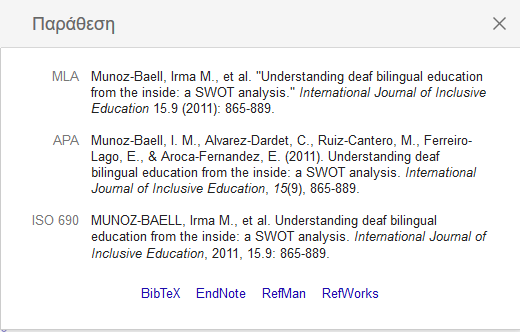 Παράθεση
MLA Munoz-Baell, Irma M., et al. "Understanding deaf bilingual education
from the inside: a SWOT analysis." International Journal of Inclusive
Education 15.9 (2011): 865-889.
APA Munoz-Baell, I. M., Alvarez-Dardet, C., Ruiz-Cantero, M., Ferreiro-
Lago, E., & Aroca-Fernandez, E. (2011). Understanding deaf
bilingual education from the inside: a SWOT analysis. International
Journal of Inclusive Education, 15(9), 865-889.
ISO 690 MUNOZ-BAELL, Irma M., et al. Understanding deaf bilingual
education from the inside: a SWOT analysis. International Journal of
Inclusive Education, 2011, 15.9: 865-889.
BibTeX EndNote RefMan RefWorks